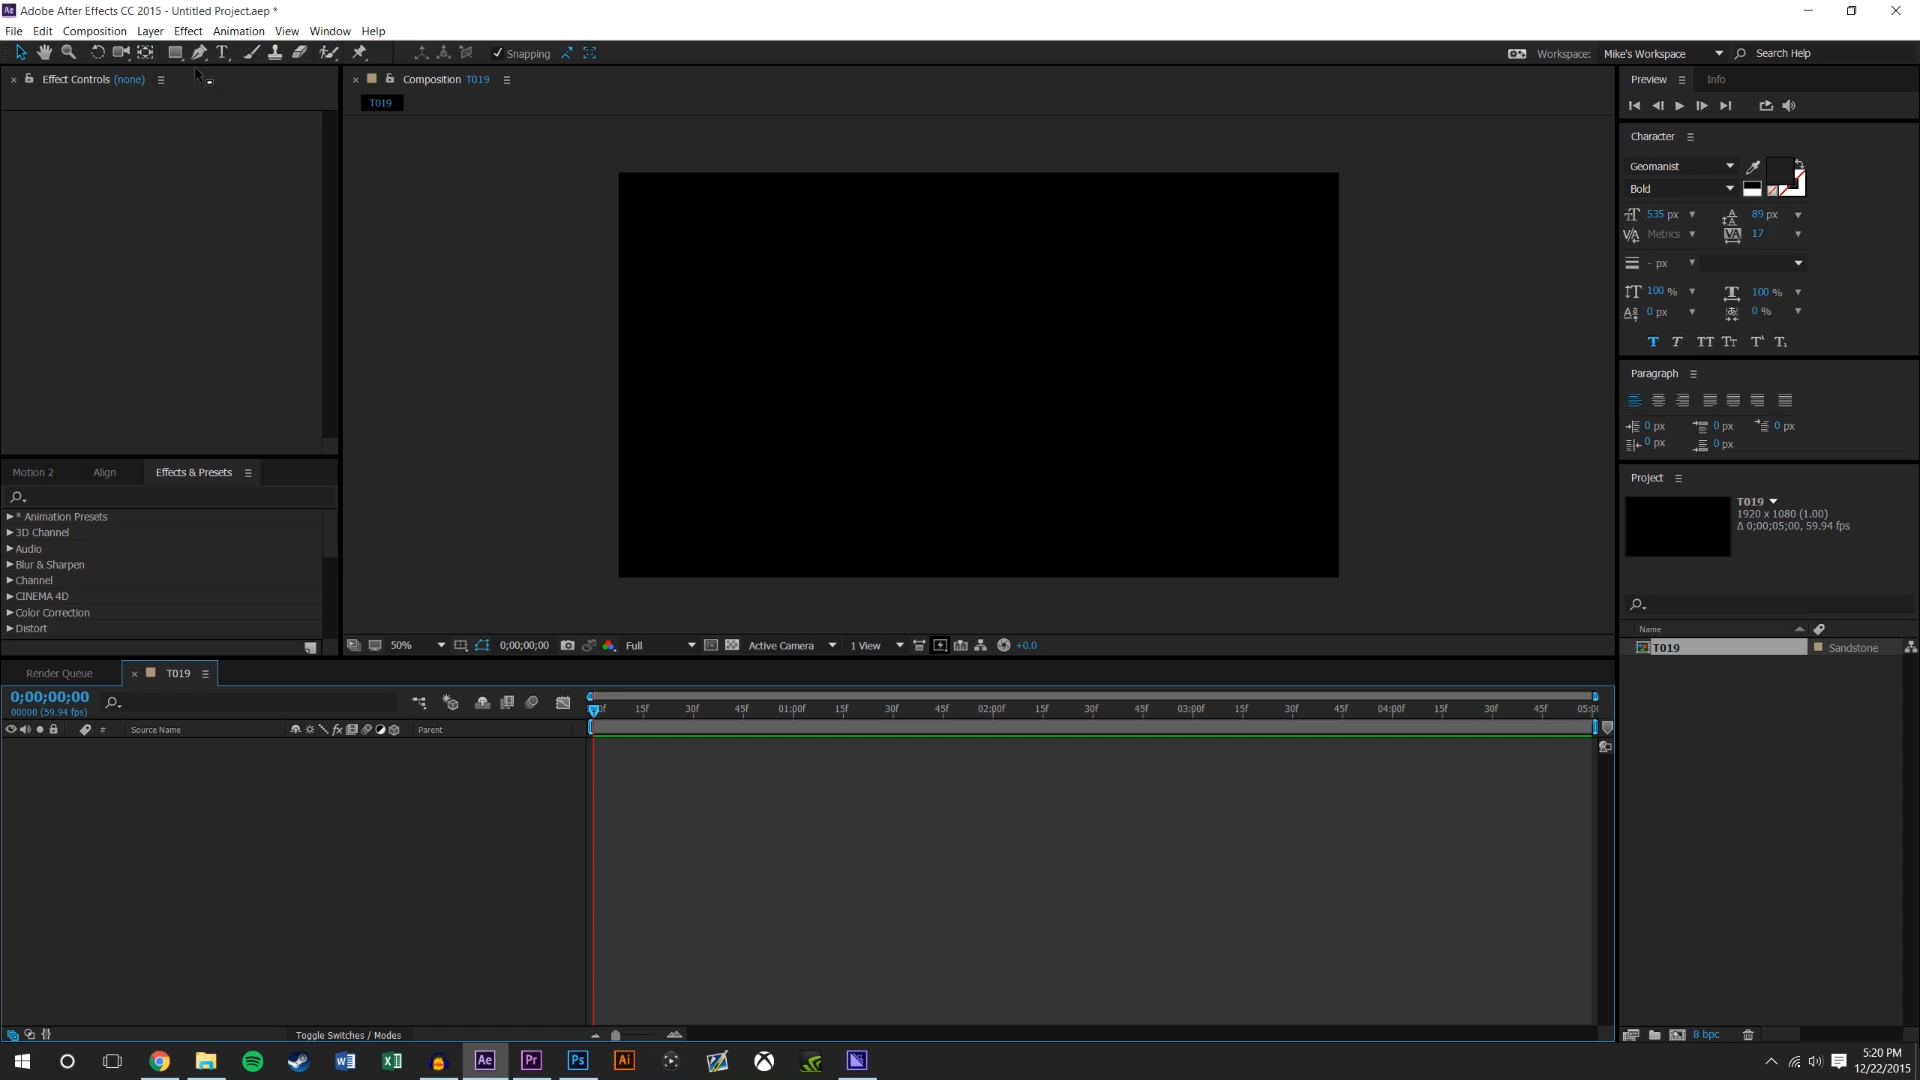 Adobe After Effects CC 2015 - Untitled Project.aep *
File Edit Composition Layer Effect Animation View Window Help
Snapping
Workspace: Mike's Workspace
Search Help
Effect Controls (none)
Composition T019
T019
Preview
Info
Character
Geomanist
Bold
535 px
89 px
Metrics
17
- px
100 %
100 %
0 px
0 %
Paragraph
0 px
0 px
0 px
0 px
0 px
Project
T019
1920 x 1080 (1.00)
Δ 0;00;05;00, 59.94 fps
Name
T019
Sandstone
8 bpc
Motion 2
Align
Effects & Presets
* Animation Presets
3D Channel
Audio
Blur & Sharpen
Channel
CINEMA 4D
Color Correction
Distort
50%
0;00;00;00
Full
Active Camera
1 View
+0.0
Render Queue
T019
0;00;00;00
00000 (59.94 fps)
15f 30f 45f 01:00f 15f 30f 45f 02:00f 15f 30f 45f 03:00f 15f 30f 45f 04:00f 15f 30f 45f
# Source Name
Parent
Toggle Switches / Modes
Ae
Pr
Ps
Ai
5:20 PM
12/22/2015